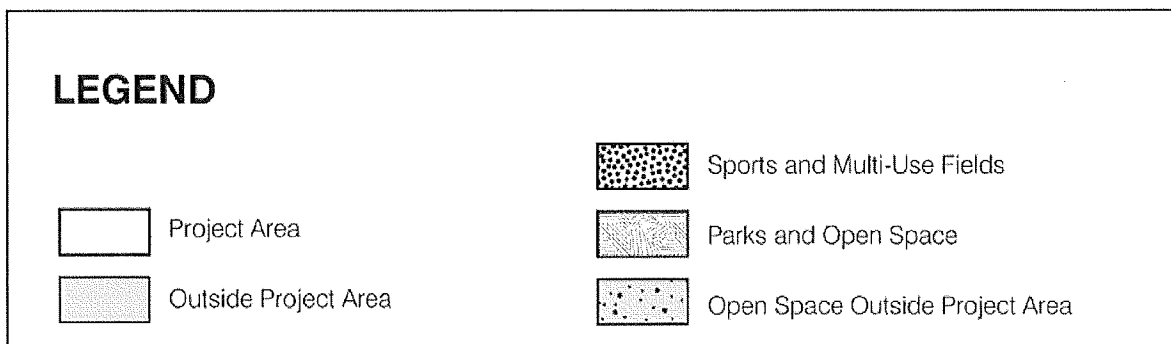 LEGEND
Project Area
Outside Project Area
Sports and Multi-Use Fields
Parks and Open Space
Open Space Outside Project Area